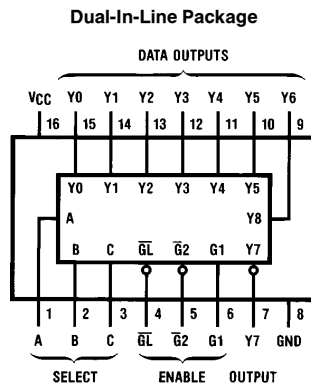 Dual-In-Line Package
DATA OUTPUTS
VCC Y0 Y1 Y2 Y3 Y4 Y5 Y6
16 15 14 13 12 11 10 9
Y0 Y1 Y2 Y3 Y4 Y5
A Y8
B C GL G2 G1 Y7
1 2 3 4 5 6 7 8
A B C GL G2 G1 Y7 GND
SELECT ENABLE OUTPUT